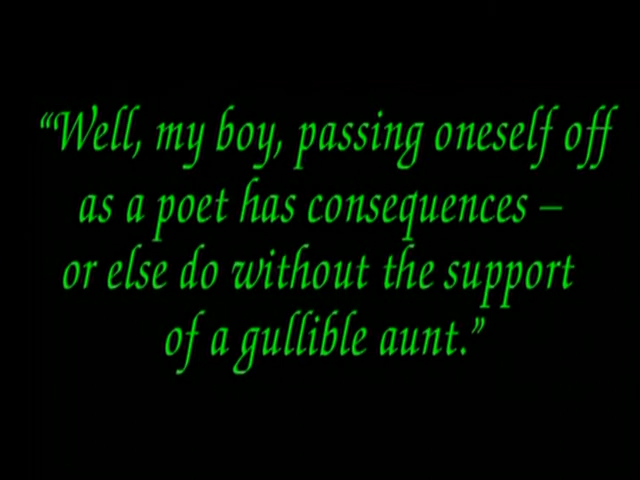 “Well, my boy, passing oneself off
as a poet has consequences –
or else do without the support
of a gullible aunt.”